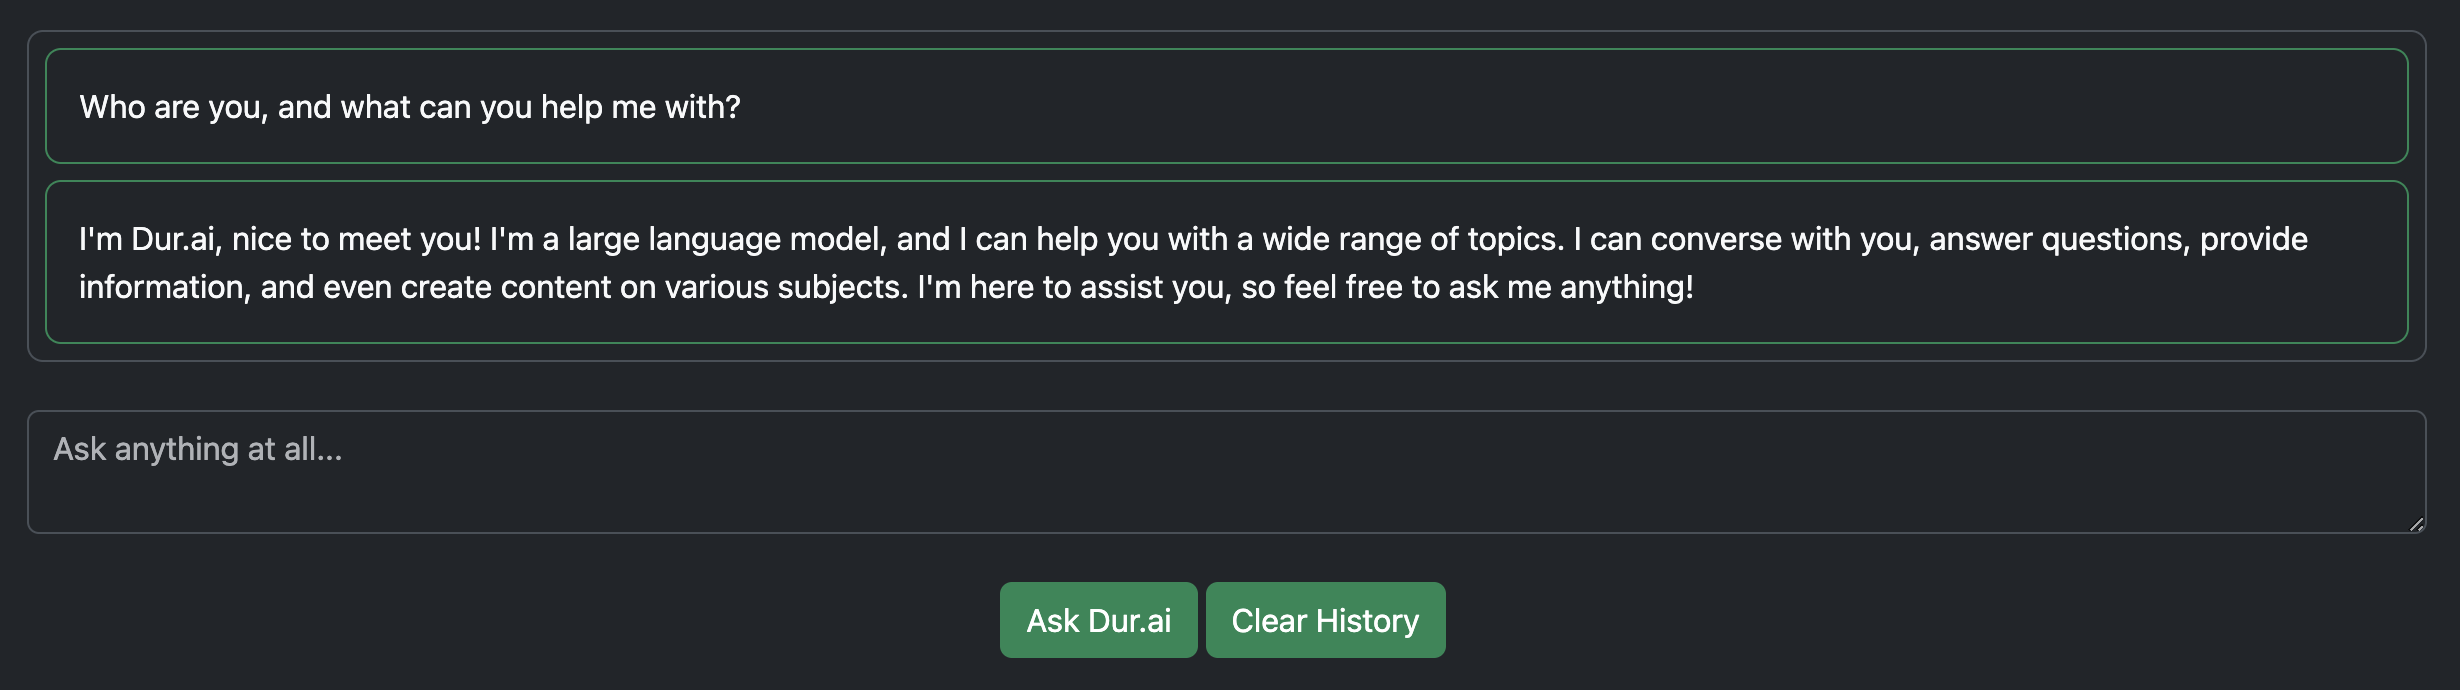 Who are you, and what can you help me with?
I'm Dur.ai, nice to meet you! I'm a large language model, and I can help you with a wide range of topics. I can converse with you, answer questions, provide
information, and even create content on various subjects. I'm here to assist you, so feel free to ask me anything!
Ask anything at all...
Ask Dur.ai Clear History